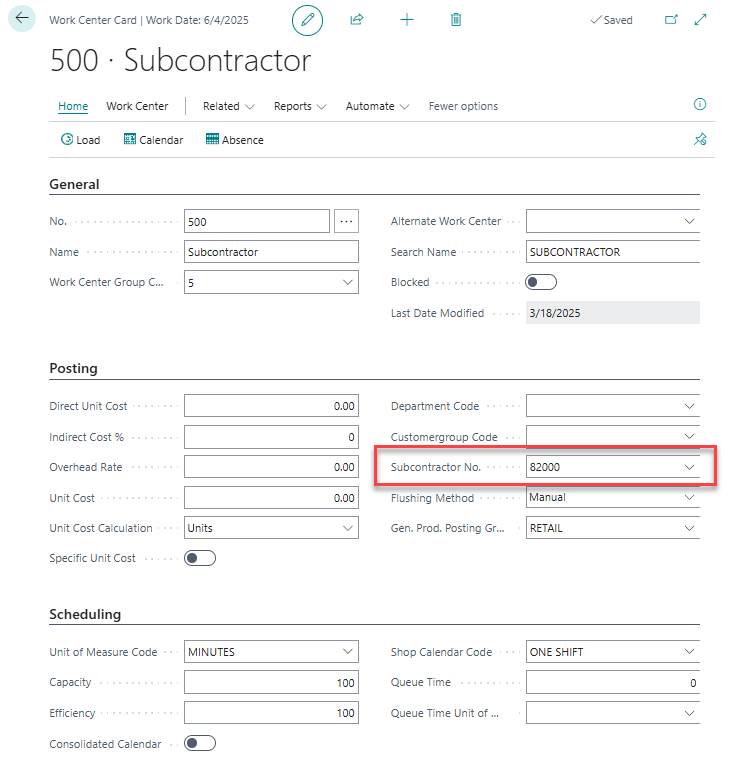 Work Center Card | Work Date: 6/4/2025
Saved
500 · Subcontractor
Home Work Center Related Reports Automate Fewer options
Load Calendar Absence
General
No. 500 ...
Alternate Work Center
Name Subcontractor
Search Name SUBCONTRACTOR
Work Center Group C... 5
Blocked
Last Date Modified 3/18/2025
Posting
Direct Unit Cost 0.00
Department Code
Indirect Cost % 0
Customergroup Code
Overhead Rate 0.00
Subcontractor No. 82000
Unit Cost 0.00
Flushing Method Manual
Unit Cost Calculation Units
Gen. Prod. Posting Gr... RETAIL
Specific Unit Cost
Scheduling
Unit of Measure Code MINUTES
Shop Calendar Code ONE SHIFT
Capacity 100
Queue Time 0
Efficiency 100
Queue Time Unit of ...
Consolidated Calendar